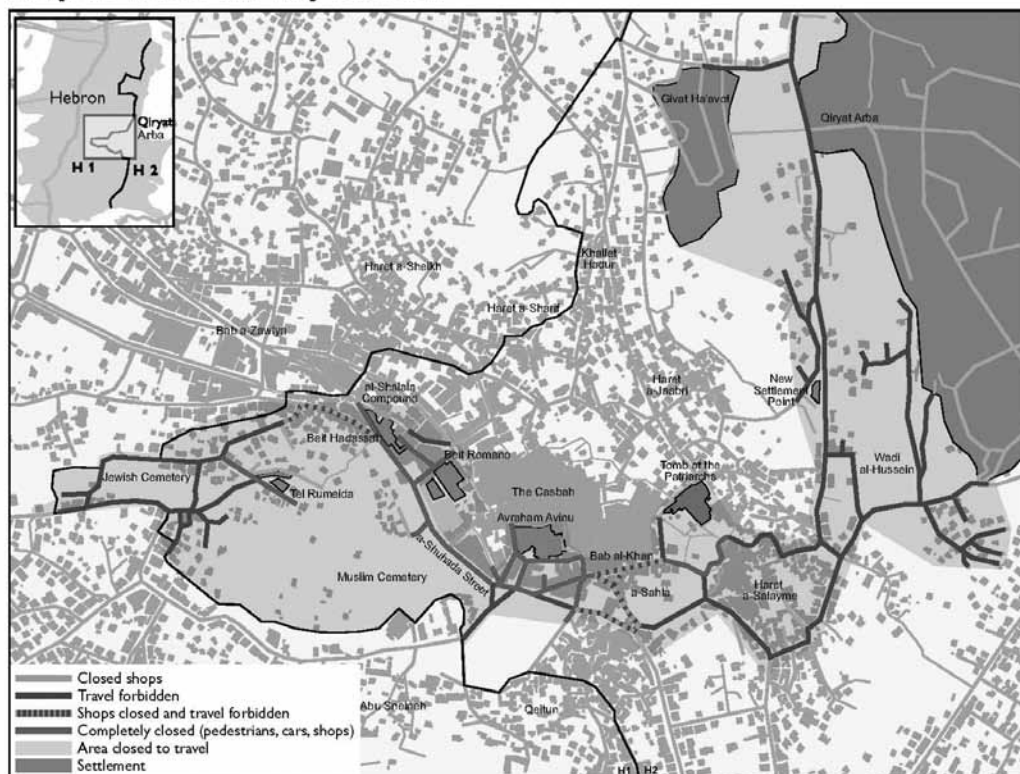 Hebron
Qiryat
Arba
H 1
H 2
Givat Ha'avot
Qiryat Arba
Khallet
Hadur
Haret a-Sheikh
Haret a-Sharif
Bab a-Zawiya
al-Shalala
Compound
Haret
a-Jaabri
New
Settlement
Point
Beit Hadassah
Beit Romano
Wadi
al-Hussein
Jewish Cemetery
Tomb of the
Patriarchs
Tel Rumeida
The Casbah
Avraham Avinu
Bab al-Khan
a-Shuhada Street
Muslim Cemetery
a-Sahla
Haret
a-Salayme
Closed shops
Travel forbidden
Shops closed and travel forbidden
Completely closed (pedestrians, cars, shops)
Area closed to travel
Settlement
Abu Sneineh
Qeitun
H1
H2